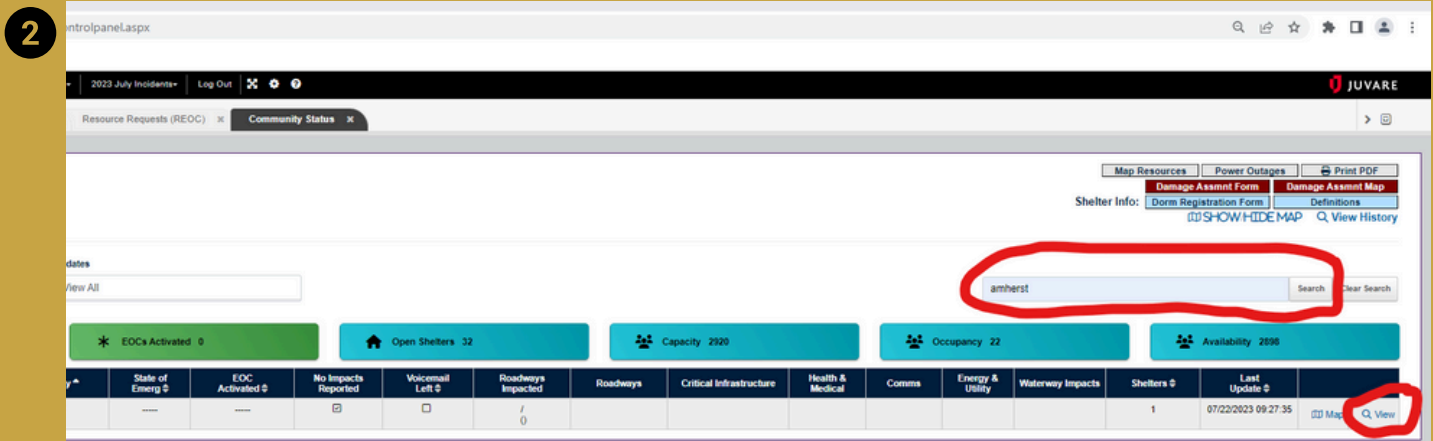 2
ontrolpanel.aspx
2023 July Incidents Log Out JUVARE
Resource Requests (REOC) Community Status
Map Resources Power Outages Print PDF
Damage Assmnt Form Damage Assmnt Map
Shelter Info: Dorm Registration Form Definitions
SHOW/HIDE MAP View History
dates
View All amherst Search Clear Search
EOCs Activated 0 Open Shelters 32 Capacity 2920 Occupancy 22 Availability 2898
y State of Emerg EOC Activated No Impacts Reported Voicemail Left Roadways Impacted Roadways Critical Infrastructure Health & Medical Comms Energy & Utility Waterway Impacts Shelters Last Update
----- ----- / () 1 07/22/2023 09:27:35 Map View